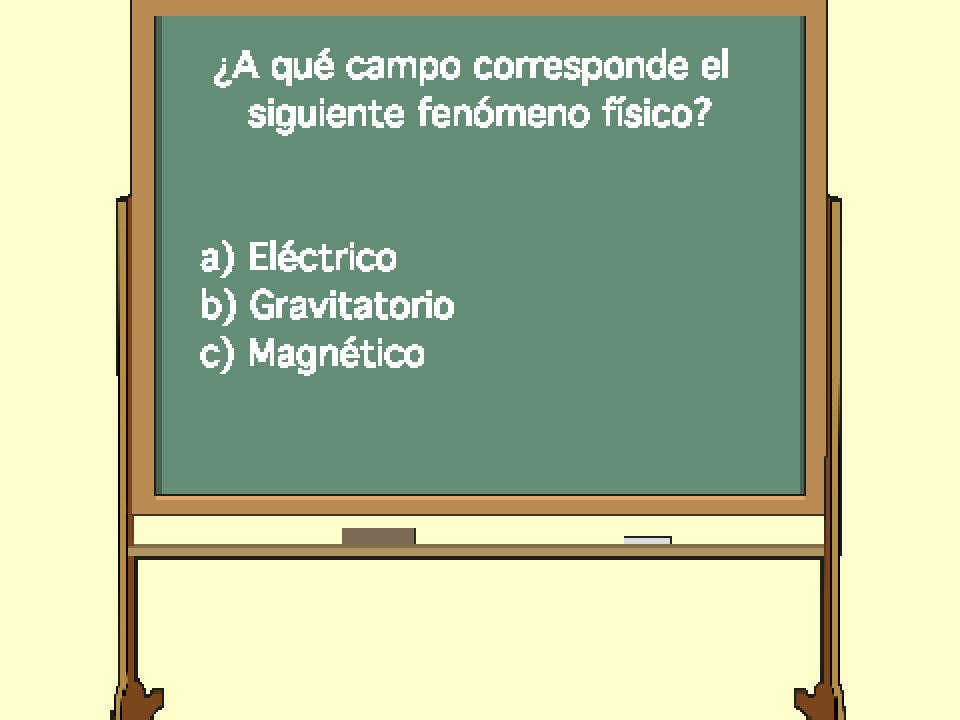 ¿A qué campo corresponde el
siguiente fenómeno físico?
a) Eléctrico
b) Gravitatorio
c) Magnético